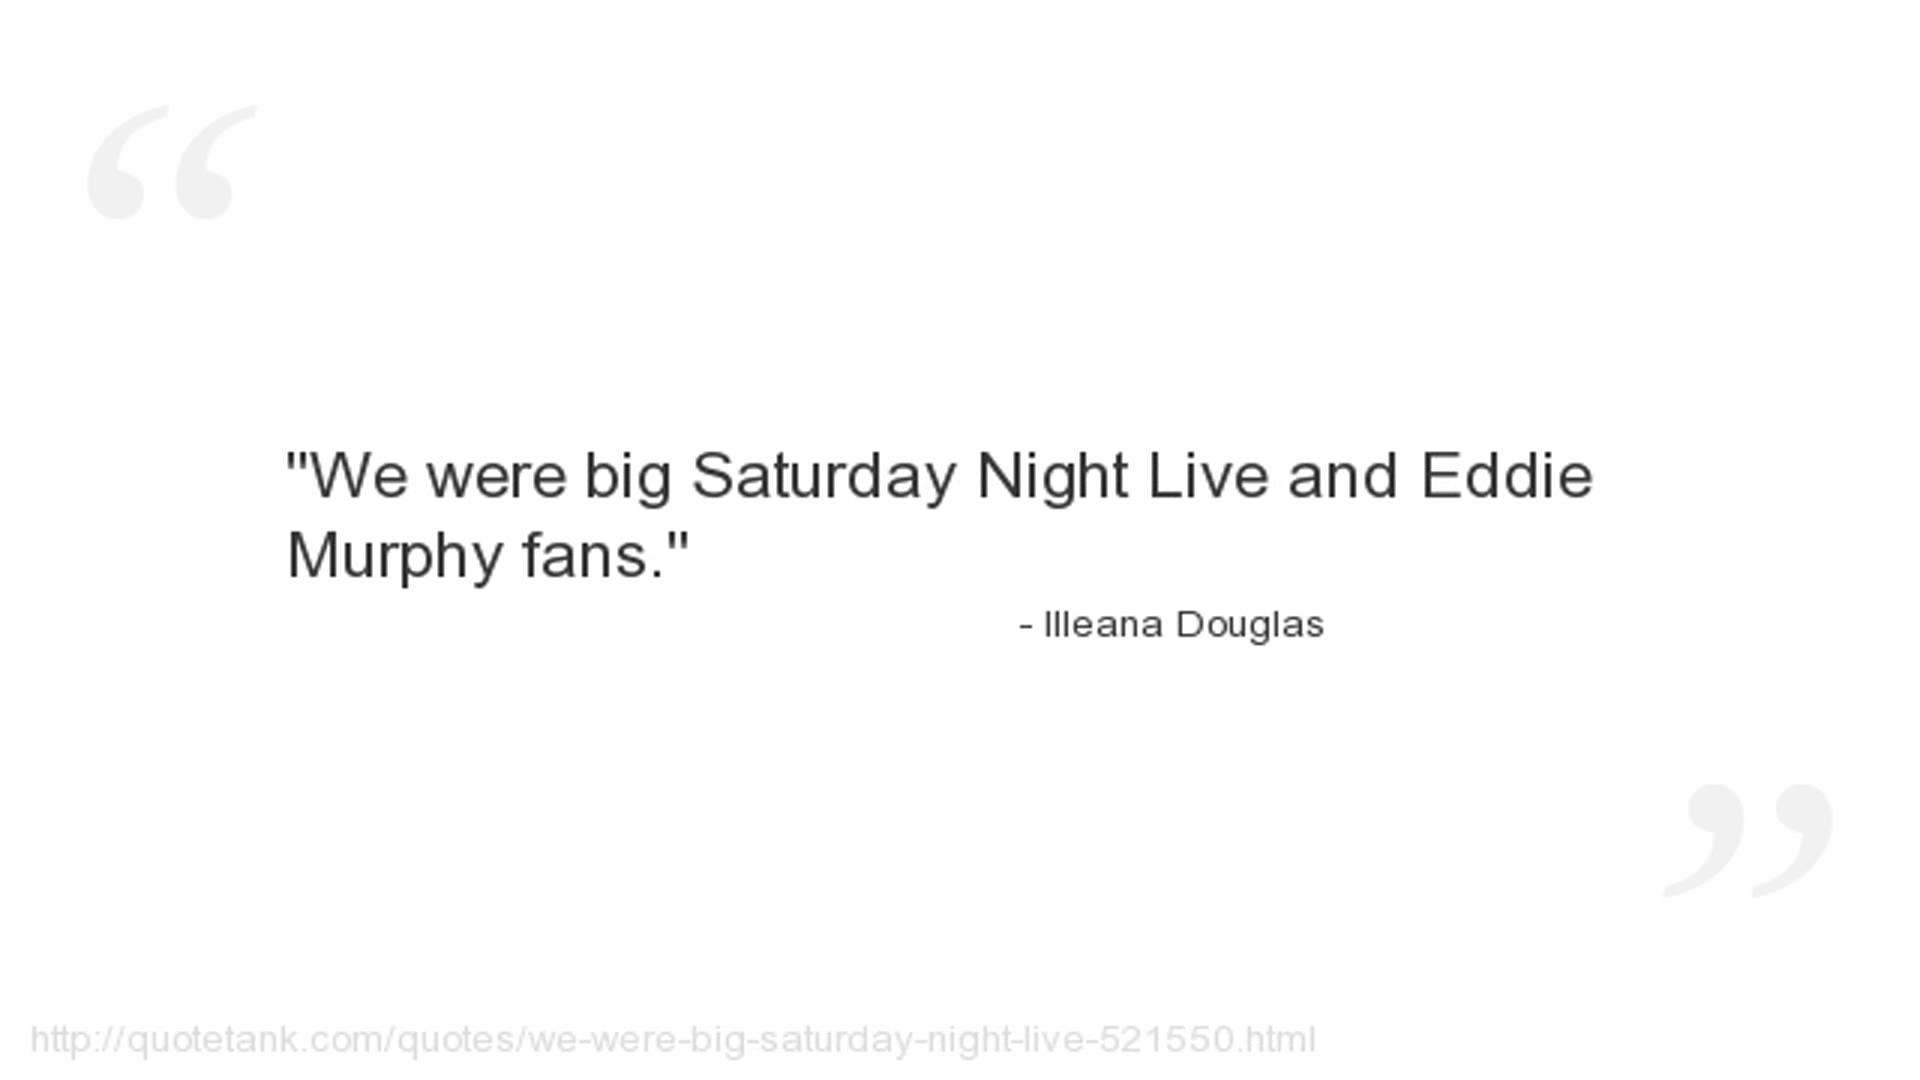 "We were big Saturday Night Live and Eddie
Murphy fans."
- Illeana Douglas
http://quotetank.com/quotes/we-were-big-saturday-night-live-521550.html